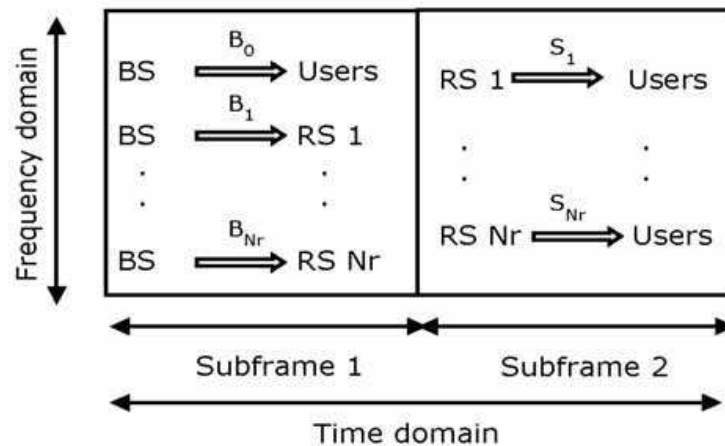 Frequency domain
B0
BS Users
B1
BS RS 1
BNr
BS RS Nr
S1
RS 1 Users
SNr
RS Nr Users
Subframe 1 Subframe 2
Time domain